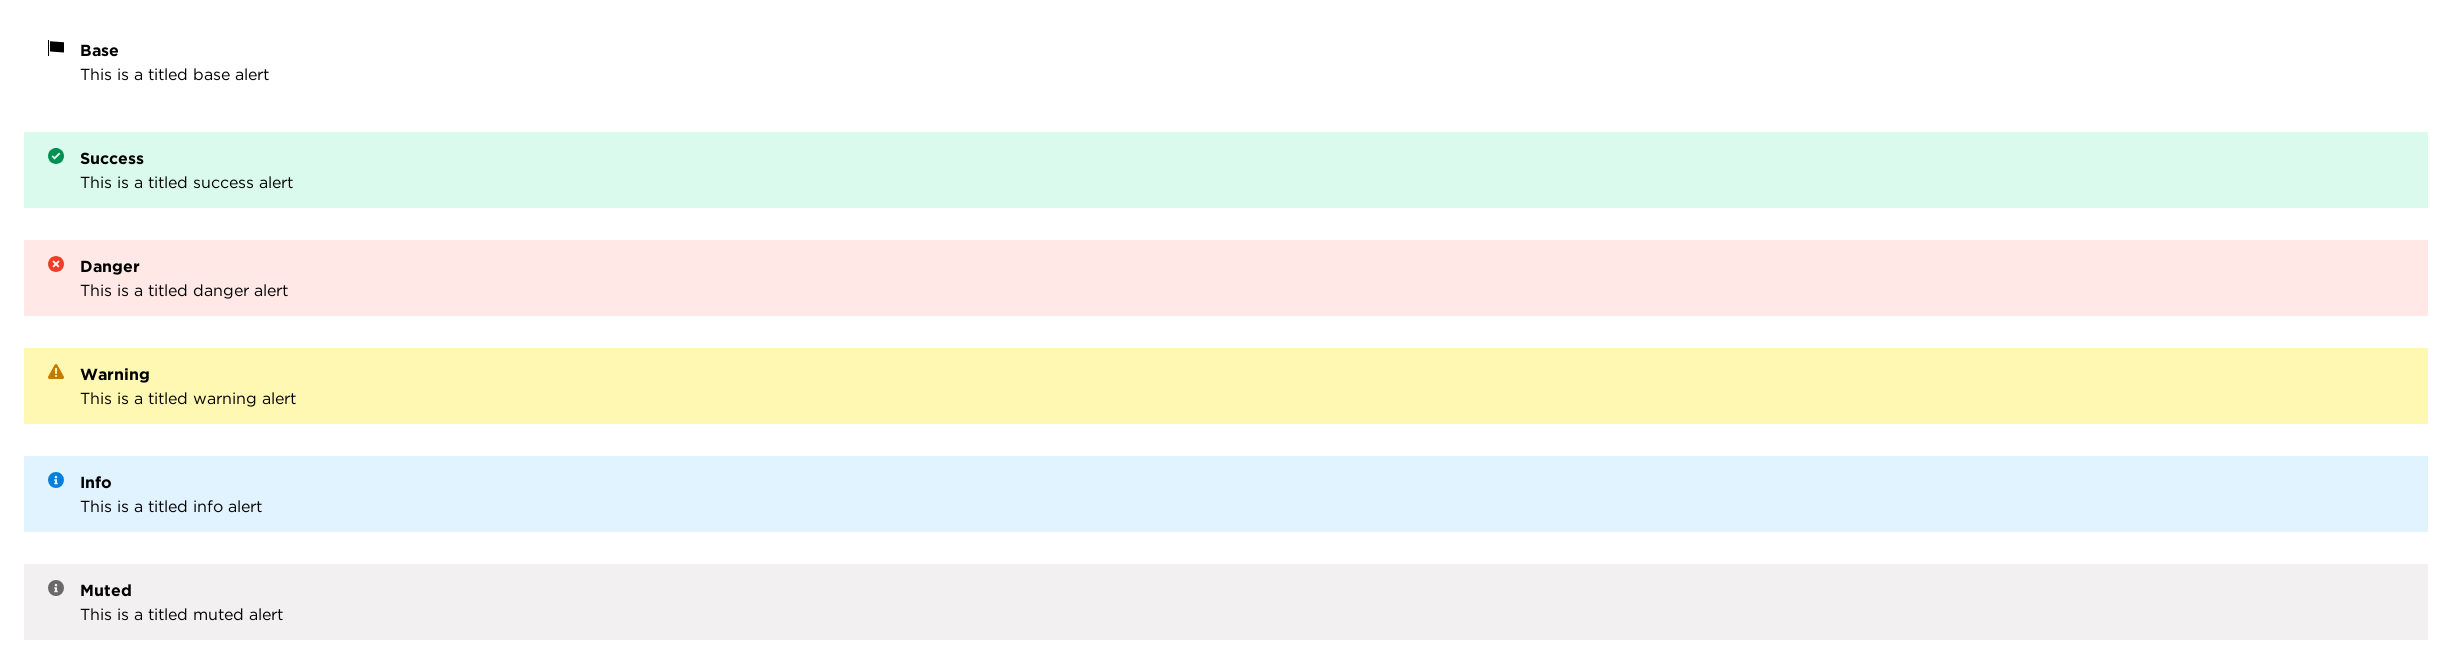 Base
This is a titled base alert
Success
This is a titled success alert
Danger
This is a titled danger alert
Warning
This is a titled warning alert
Info
This is a titled info alert
Muted
This is a titled muted alert